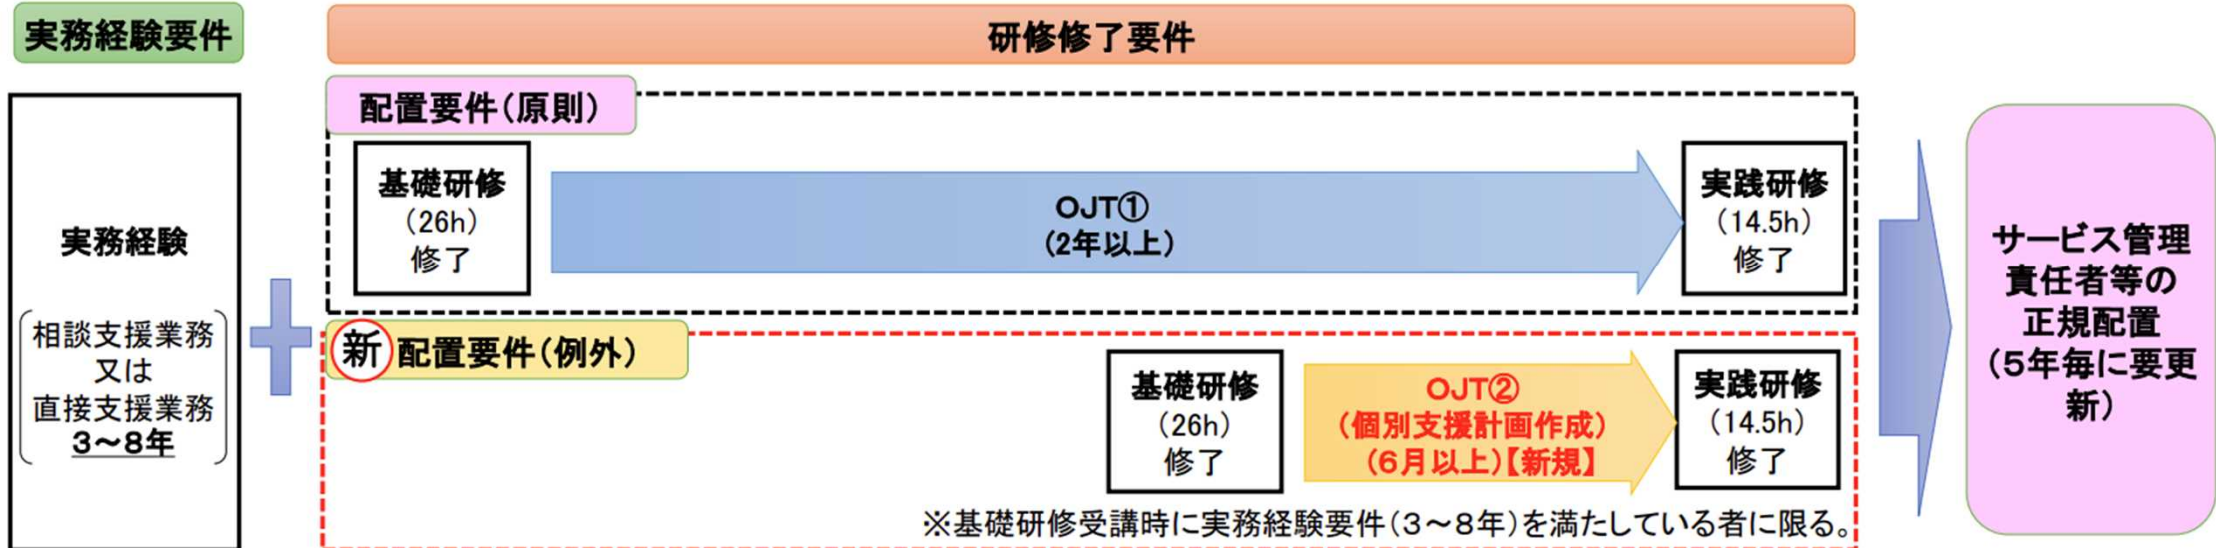 実務経験要件
研修修了要件
実務経験
相談支援業務
又は
直接支援業務
3~8年
配置要件(原則)
基礎研修
(26h)
修了
OJT①
(2年以上)
実践研修
(14.5h)
修了
新 配置要件(例外)
基礎研修
(26h)
修了
OJT②
(個別支援計画作成)
(6月以上)【新規】
実践研修
(14.5h)
修了
※基礎研修受講時に実務経験要件(3~8年)を満たしている者に限る。
サービス管理
責任者等の
正規配置
(5年毎に要更
新)